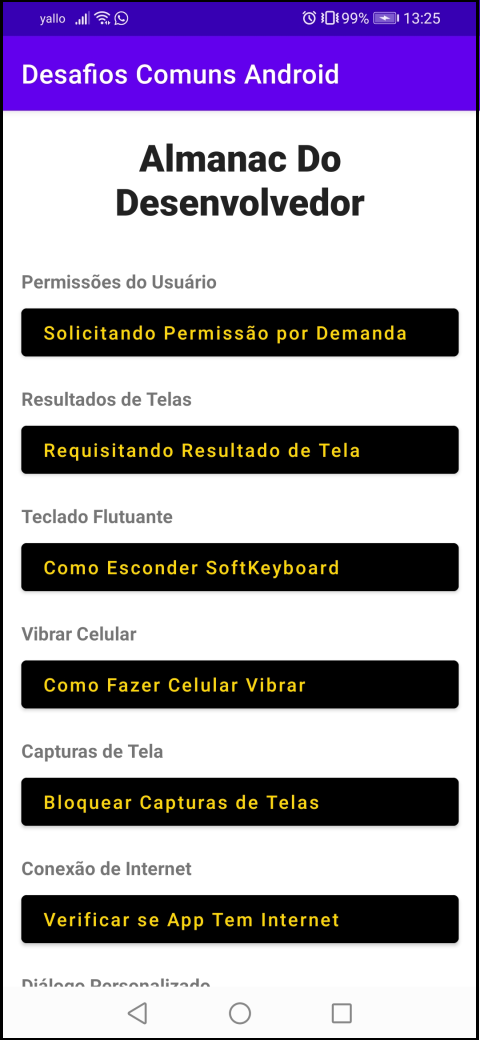 yallo 99% 13:25
Desafios Comuns Android
Almanac Do
Desenvolvedor
Permissões do Usuário
Solicitando Permissão por Demanda
Resultados de Telas
Requisitando Resultado de Tela
Teclado Flutuante
Como Esconder SoftKeyboard
Vibrar Celular
Como Fazer Celular Vibrar
Capturas de Tela
Bloquear Capturas de Telas
Conexão de Internet
Verificar se App Tem Internet
Diálogo Personalizado